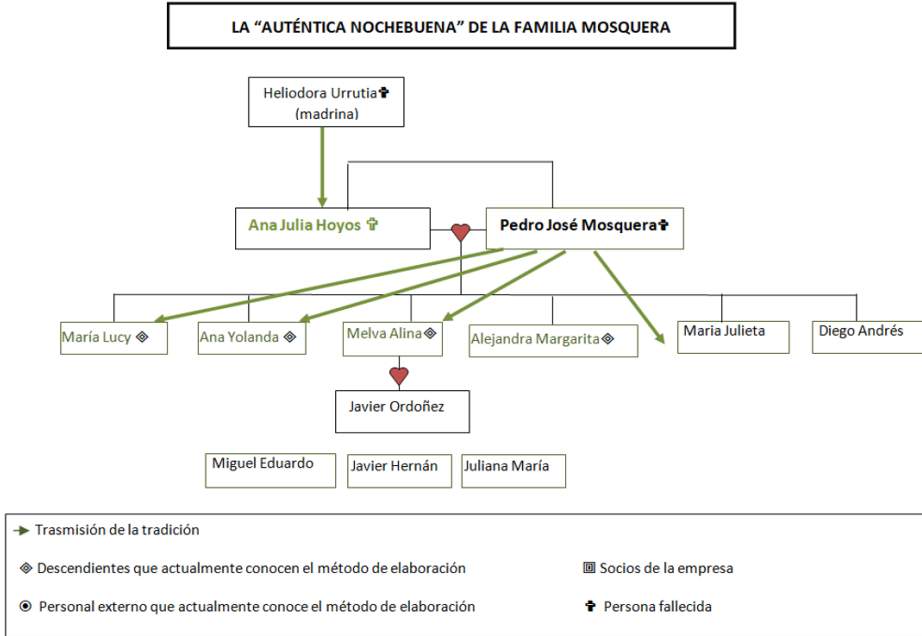 LA “AUTÉNTICA NOCHEBUENA” DE LA FAMILIA MOSQUERA
Heliodora Urrutia✞
(madrina)
Ana Julia Hoyos ✞
Pedro José Mosquera✞
María Lucy ◈
Ana Yolanda ◈
Melva Alina◈
Alejandra Margarita◈
Maria Julieta
Diego Andrés
Javier Ordoñez
Miguel Eduardo
Javier Hernán
Juliana María
Trasmisión de la tradición
◈ Descendientes que actualmente conocen el método de elaboración
▣ Socios de la empresa
◉ Personal externo que actualmente conoce el método de elaboración
✞ Persona fallecida